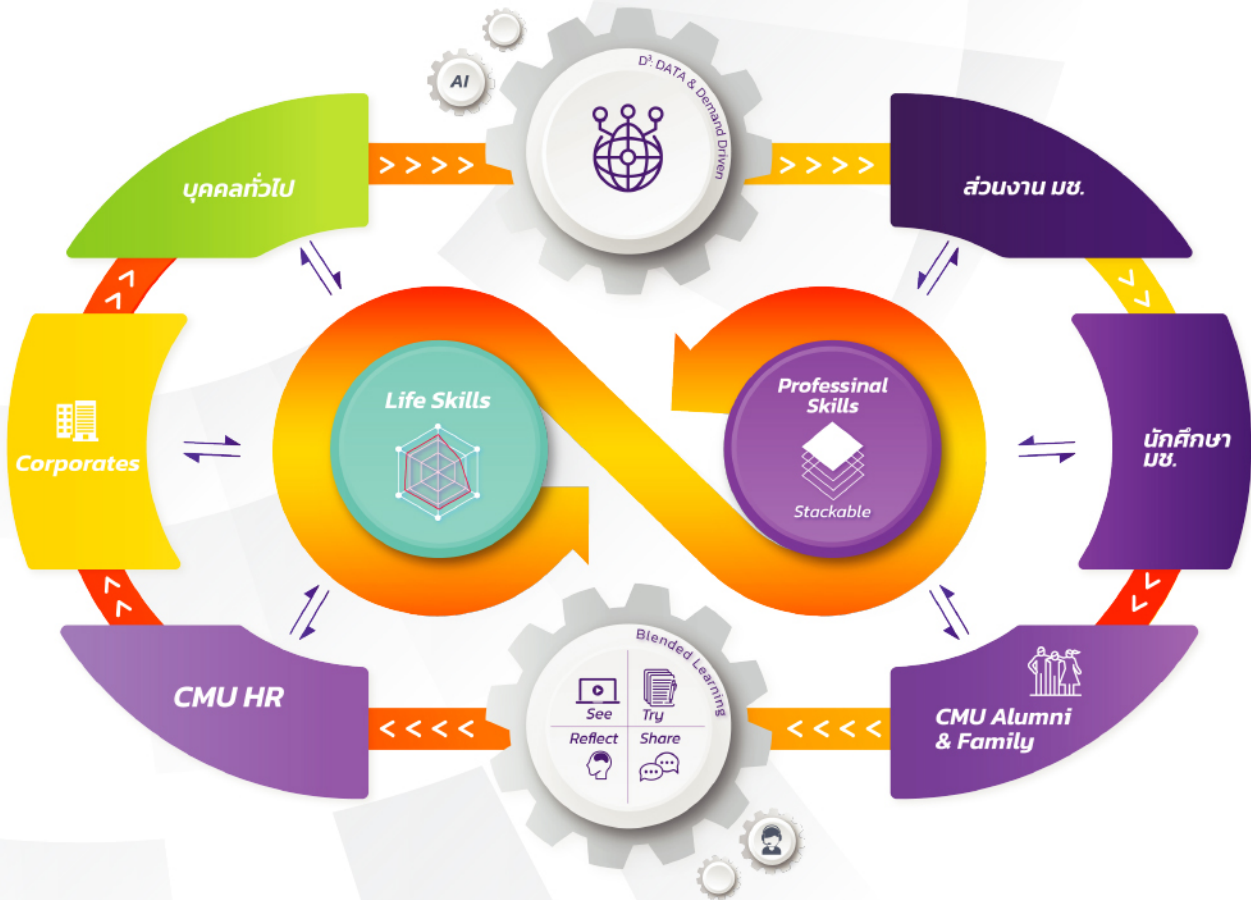 AI
D³: DATA & Demand Driven
บุคคลทั่วไป
ส่วนงาน มช.
Life Skills
Professinal
Skills
Stackable
Corporates
นักศึกษา
มช.
Blended Learning
See
Try
Reflect
Share
CMU HR
CMU Alumni
& Family